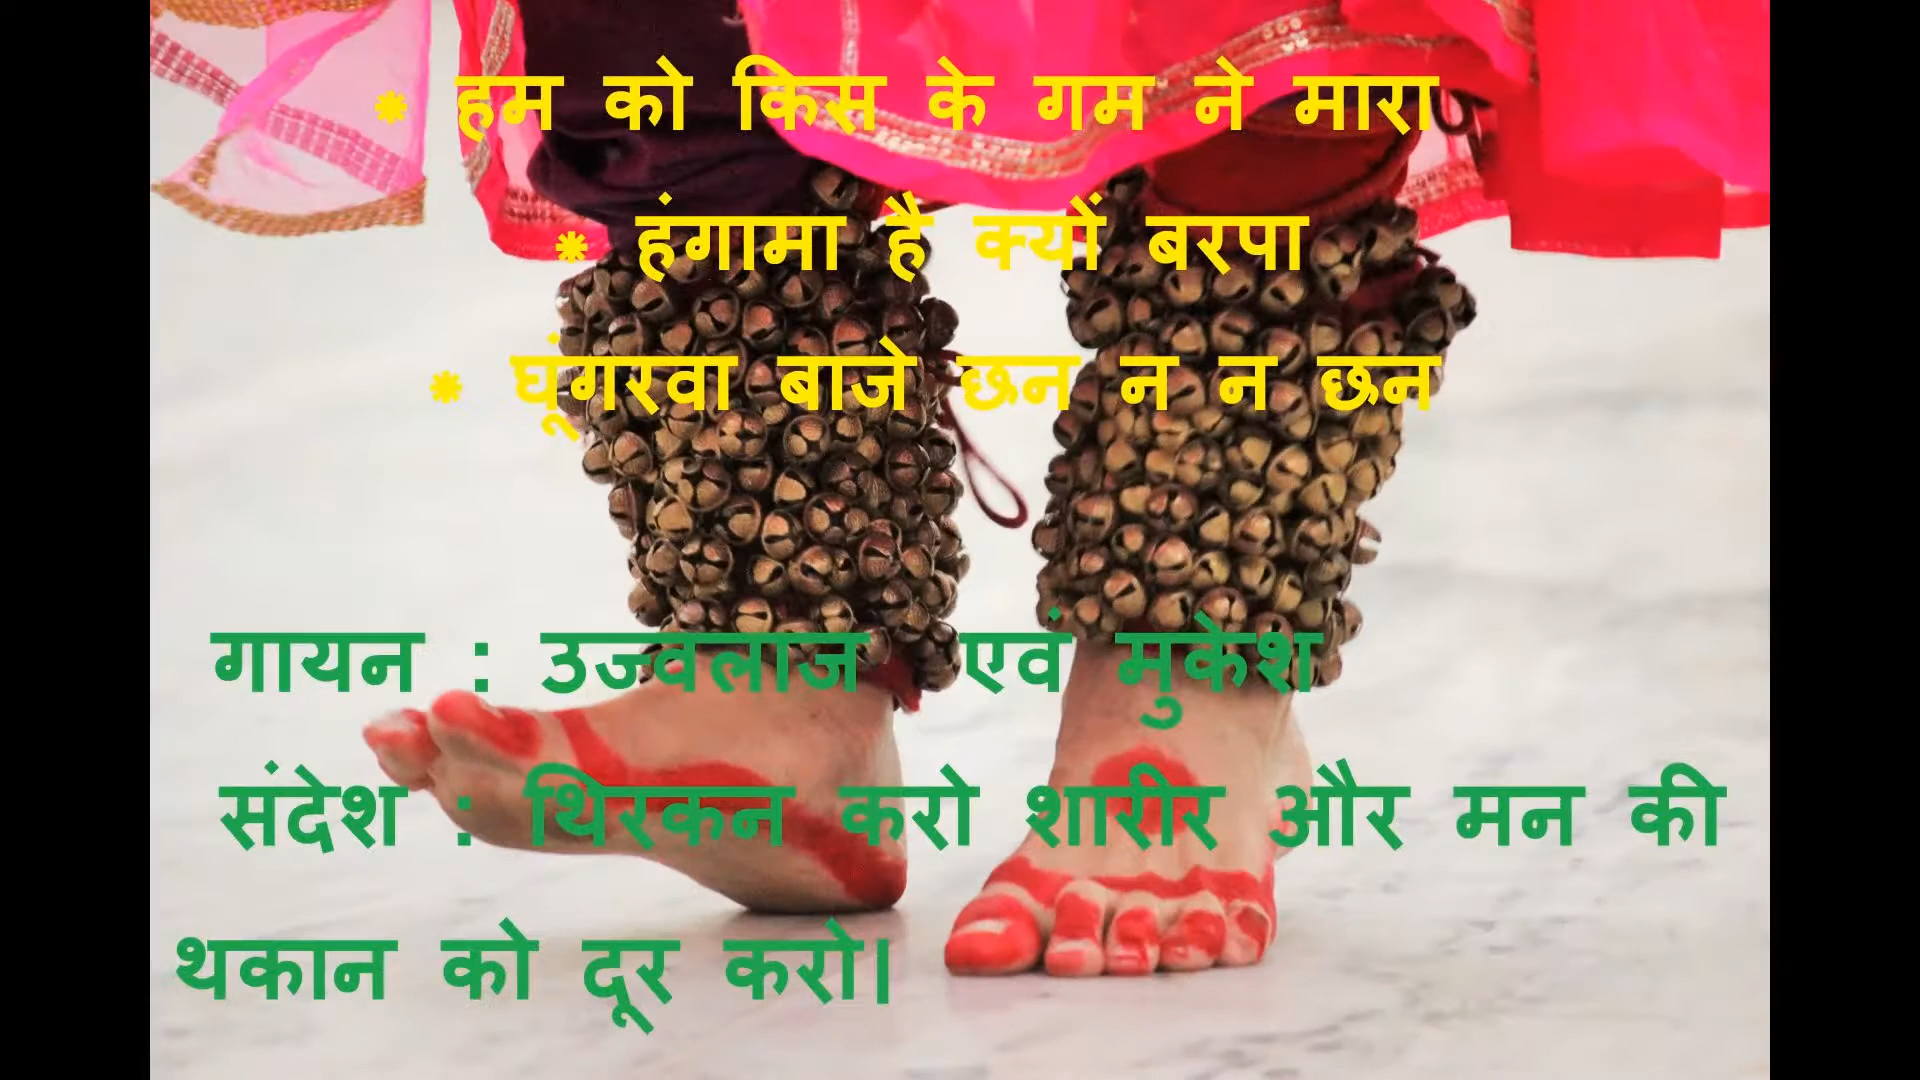 * हम को किस के गम ने मारा
* हंगामा है क्यों बरपा
* घूंगरवा बाजे छन न न छन
गायन : उज्वलाज एवं मुकेश
संदेश : थिरकन करो शारीर और मन की
थकान को दूर करो।